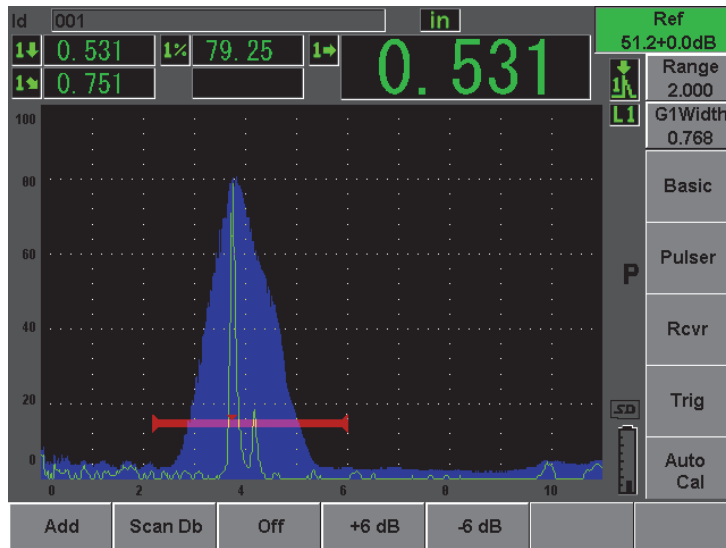 Id 001 in Ref
51.2+0.0dB
1 0.531 1% 79.25 1 0.531
1 0.751
Range
2.000
1
L1
G1Width
0.768
100
80
60
40
20
0
0 2 4 6 8 10
P
SD
Basic
Pulser
Rcvr
Trig
Auto
Cal
Add Scan Db Off +6 dB -6 dB